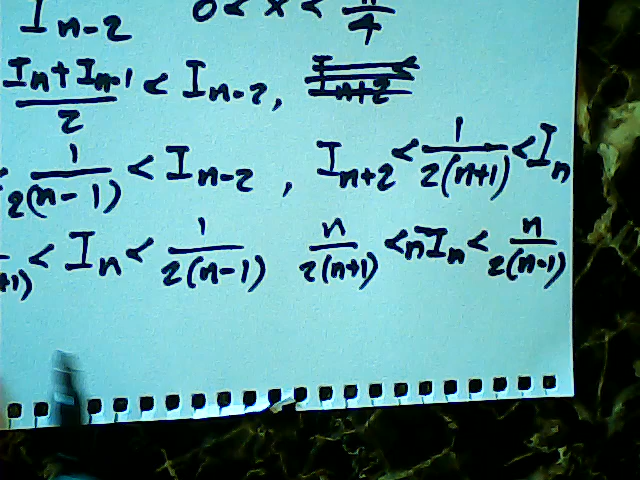 I_{n-2} 0 < x < π/4
(I_n + I_{n-1})/2 < I_{n-2},
< 1/(2(n-1)) < I_{n-2}, I_{n+2} < 1/(2(n+1)) < I_n
+1) < I_n < 1/(2(n-1)) n/(2(n+1)) < nI_n < n/(2(n-1))